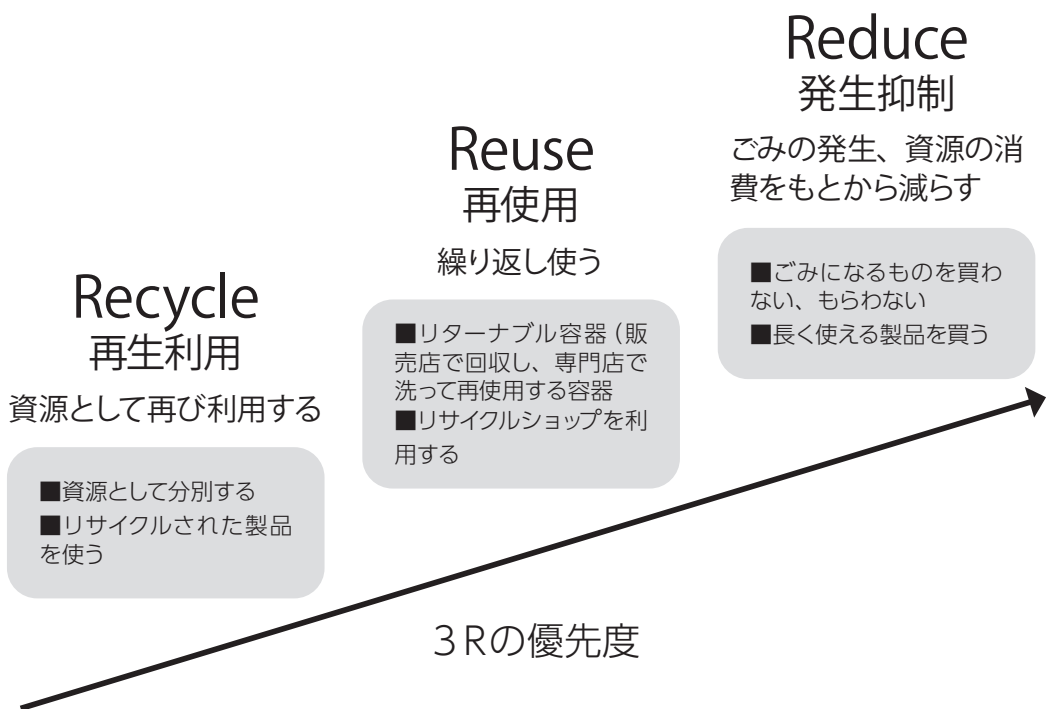 Reduce
発生抑制
ごみの発生、資源の消
費をもとから減らす
■ごみになるものを買わ
ない、もらわない
■長く使える製品を買う
Reuse
再使用
繰り返し使う
■リターナブル容器(販
売店で回収し、専門店で
洗って再使用する容器
■リサイクルショップを利
用する
Recycle
再生利用
資源として再び利用する
■資源として分別する
■リサイクルされた製品
を使う
3Rの優先度